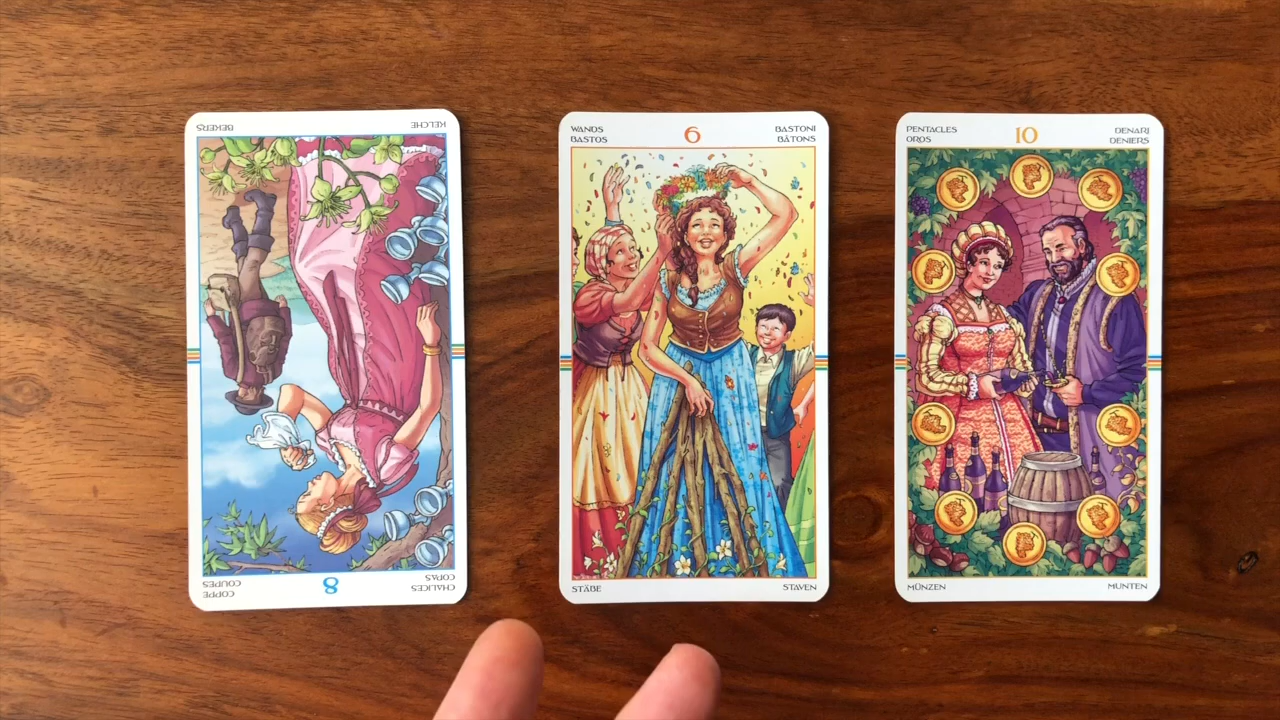 CHALICES
COPAS
8
COPPE
COUPES
KELCHE
BEKERS
WANDS
BASTOS
6
BASTONI
BÂTONS
STÄBE
STAVEN
PENTACLES
OROS
10
DENARI
DENIERS
MÜNZEN
MUNTEN